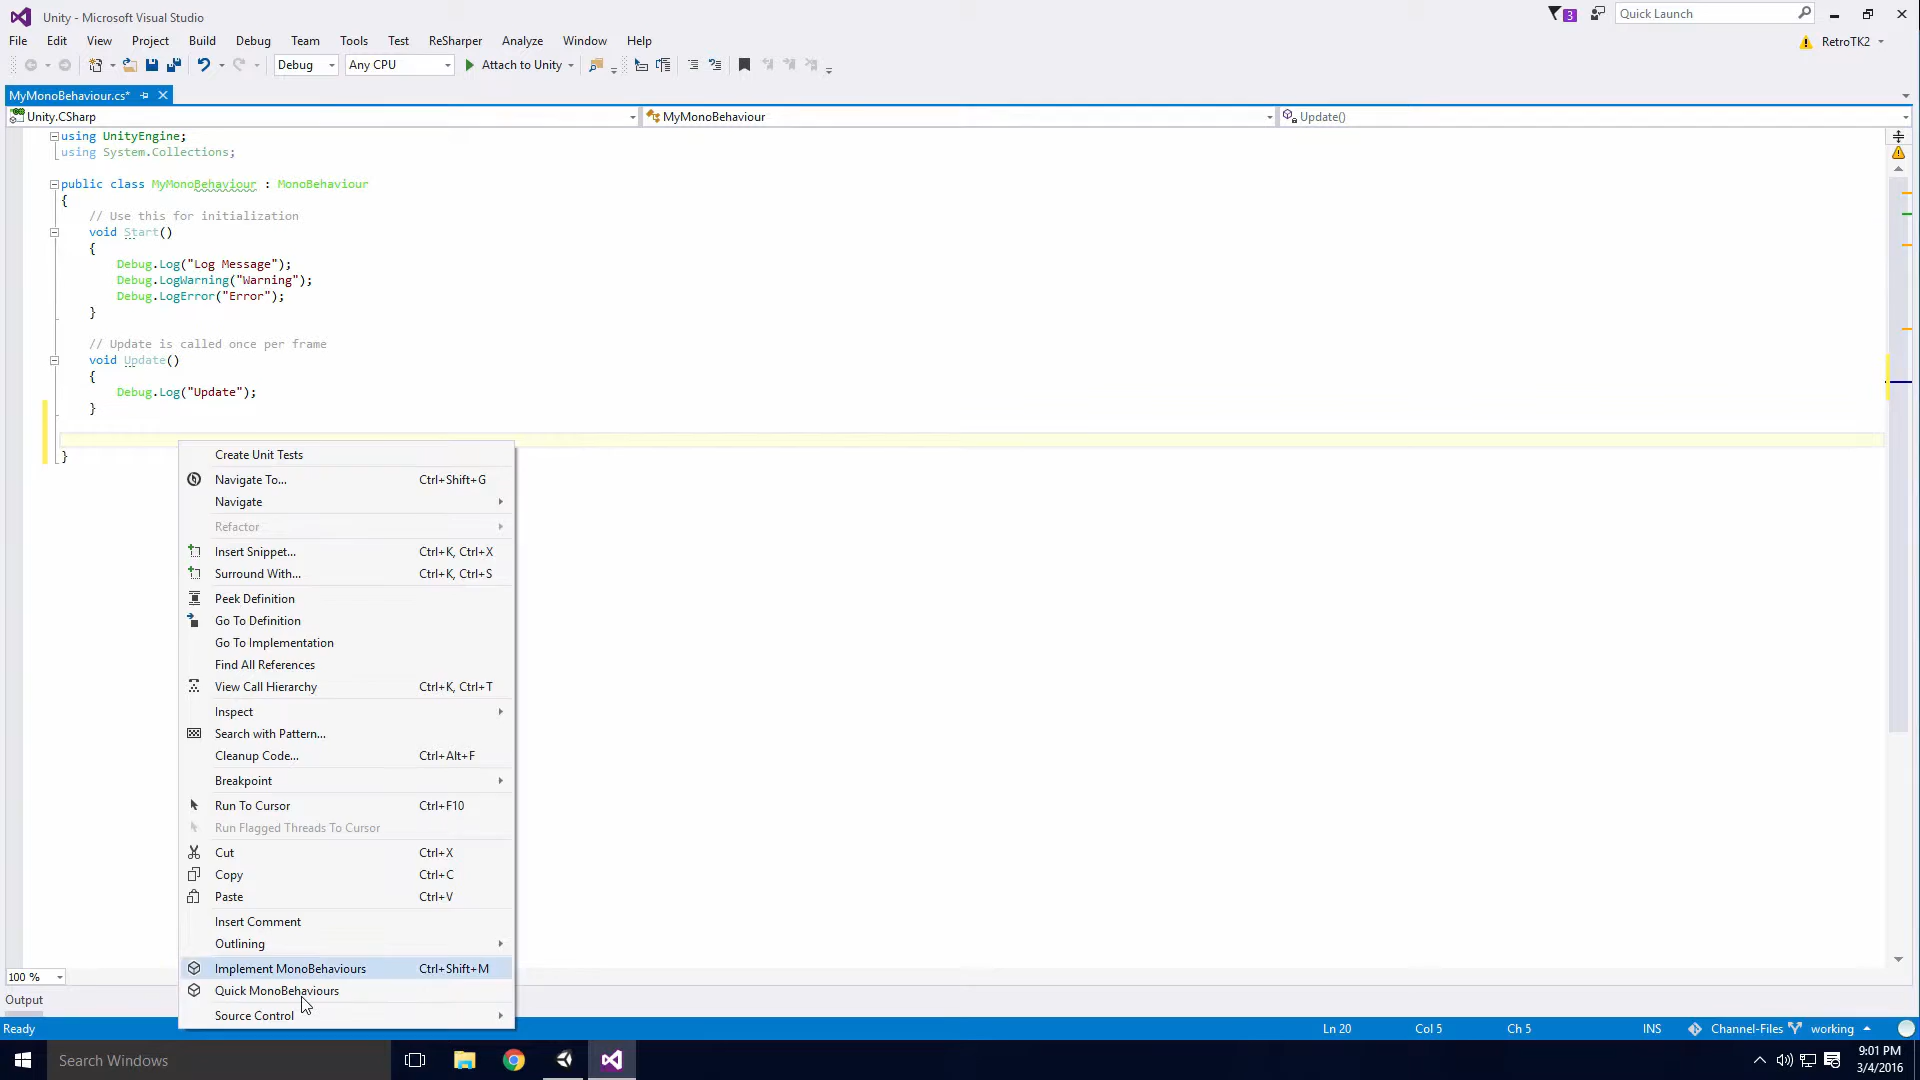 Unity - Microsoft Visual Studio
3
Quick Launch
File Edit View Project Build Debug Team Tools Test ReSharper Analyze Window Help
RetroTK2
Debug Any CPU Attach to Unity
MyMonoBehaviour.cs*
Unity.CSharp MyMonoBehaviour Update()
using UnityEngine;
using System.Collections;
public class MyMonoBehaviour : MonoBehaviour
{
// Use this for initialization
void Start()
{
Debug.Log("Log Message");
Debug.LogWarning("Warning");
Debug.LogError("Error");
}
// Update is called once per frame
void Update()
{
Debug.Log("Update");
}
}
Create Unit Tests
Navigate To... Ctrl+Shift+G
Navigate
Refactor
Insert Snippet... Ctrl+K, Ctrl+X
Surround With... Ctrl+K, Ctrl+S
Peek Definition
Go To Definition
Go To Implementation
Find All References
View Call Hierarchy Ctrl+K, Ctrl+T
Inspect
Search with Pattern...
Cleanup Code... Ctrl+Alt+F
Breakpoint
Run To Cursor Ctrl+F10
Run Flagged Threads To Cursor
Cut Ctrl+X
Copy Ctrl+C
Paste Ctrl+V
Insert Comment
Outlining
Implement MonoBehaviours Ctrl+Shift+M
Quick MonoBehaviours
Source Control
100 %
Output
Ready Ln 20 Col 5 Ch 5 INS Channel-Files working
Search Windows
9:01 PM
3/4/2016